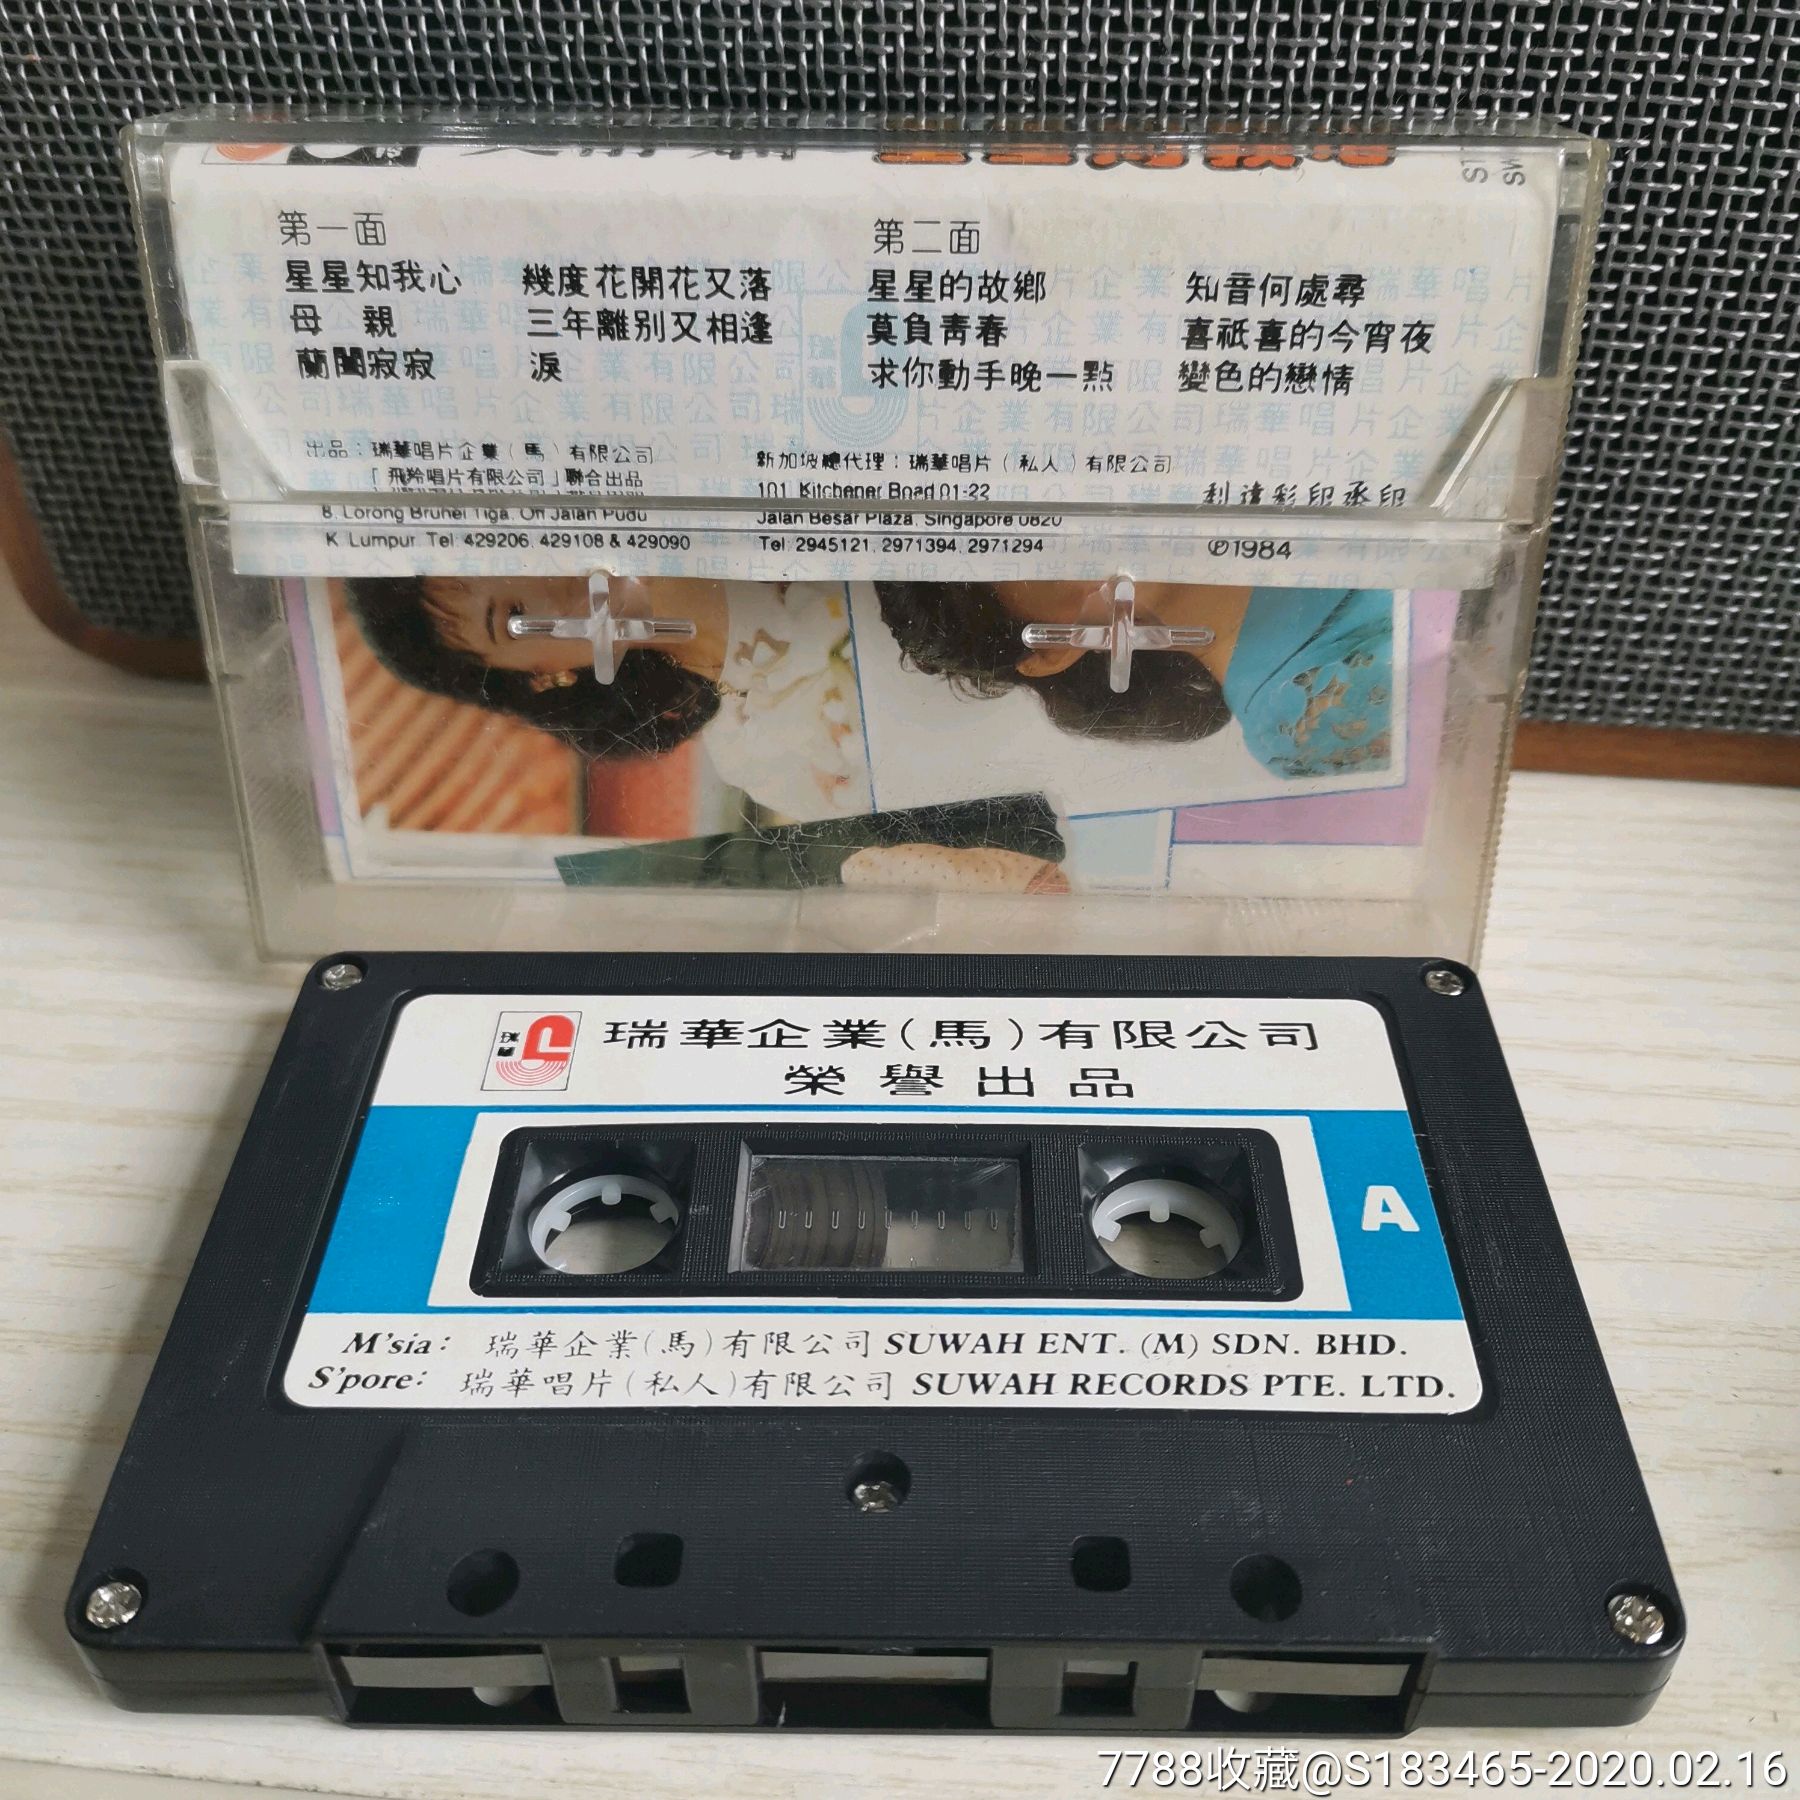 第一面
星星知我心 幾度花開花又落
母 親 三年離别又相逢
蘭閨寂寂 淚
第二面
星星的故鄉 知音何處尋
莫負青春 喜祇喜的今宵夜
求你動手晚一點 變色的戀情
出品：瑞華唱片企業（馬）有限公司
「飛羚唱片有限公司」聯合出品
8, Lorong Brunei Tiga, Off Jalan Pudu
K. Lumpur. Tel: 429206, 429108 & 429090
新加坡總代理：瑞華唱片（私人）有限公司
101 Kitchener Road 01-22
Jalan Besar Plaza, Singapore 0820
Tel: 2945121, 2971394, 2971294
利達彩印承印
Ⓟ1984
瑞華企業(馬)有限公司
榮譽出品
A
M'sia: 瑞華企業(馬)有限公司 SUWAH ENT. (M) SDN. BHD.
S'pore: 瑞華唱片(私人)有限公司 SUWAH RECORDS PTE. LTD.
7788收藏@S183465-2020.02.16